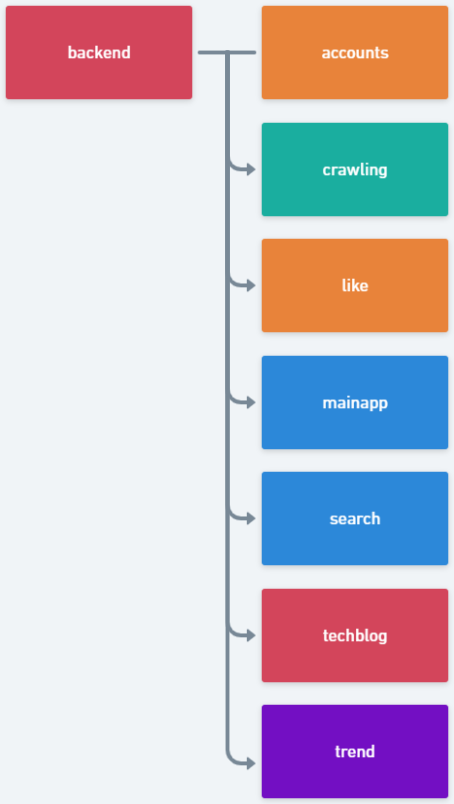 backend
accounts
crawling
like
mainapp
search
techblog
trend